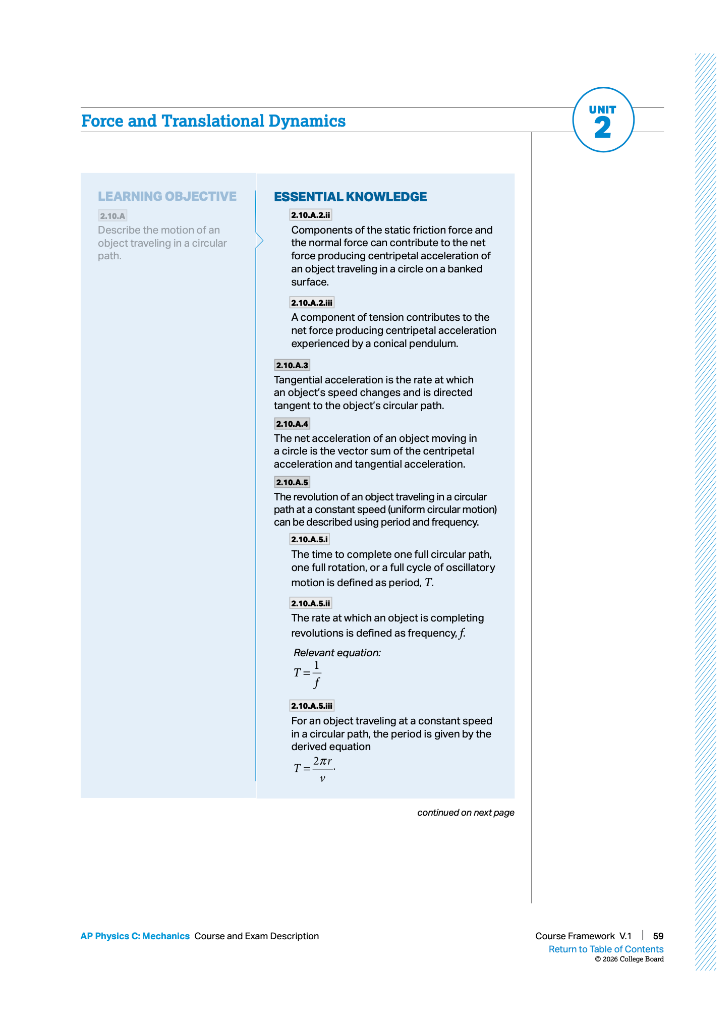 Force and Translational Dynamics
UNIT
2
LEARNING OBJECTIVE
2.10.A
Describe the motion of an
object traveling in a circular
path.
ESSENTIAL KNOWLEDGE
2.10.A.2.ii
Components of the static friction force and
the normal force can contribute to the net
force producing centripetal acceleration of
an object traveling in a circle on a banked
surface.
2.10.A.2.iii
A component of tension contributes to the
net force producing centripetal acceleration
experienced by a conical pendulum.
2.10.A.3
Tangential acceleration is the rate at which
an object’s speed changes and is directed
tangent to the object’s circular path.
2.10.A.4
The net acceleration of an object moving in
a circle is the vector sum of the centripetal
acceleration and tangential acceleration.
2.10.A.5
The revolution of an object traveling in a circular
path at a constant speed (uniform circular motion)
can be described using period and frequency.
2.10.A.5.i
The time to complete one full circular path,
one full rotation, or a full cycle of oscillatory
motion is defined as period, T.
2.10.A.5.ii
The rate at which an object is completing
revolutions is defined as frequency, f.
Relevant equation:
T = 1/f
2.10.A.5.iii
For an object traveling at a constant speed
in a circular path, the period is given by the
derived equation
T = 2πr/v.
continued on next page
AP Physics C: Mechanics Course and Exam Description
Course Framework V.1 | 59
Return to Table of Contents
© 2026 College Board